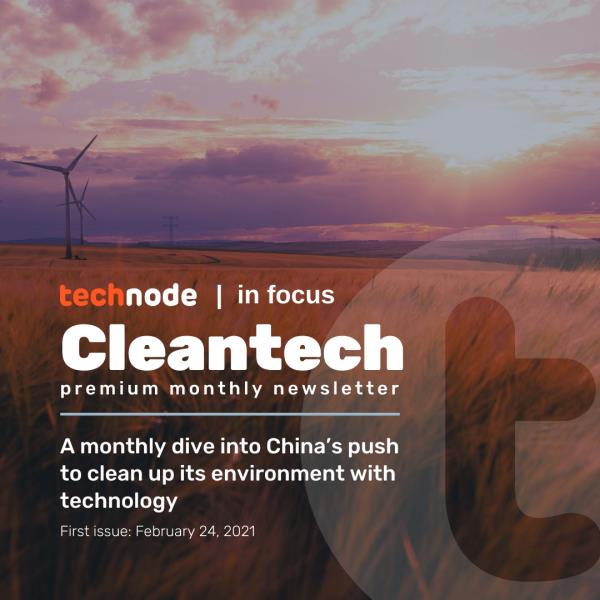 technode | in focus
Cleantech
premium monthly newsletter
A monthly dive into China's push
to clean up its environment with
technology
First issue: February 24, 2021
t